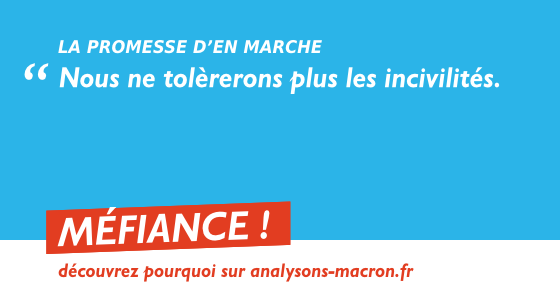 LA PROMESSE D'EN MARCHE
“ Nous ne tolèrerons plus les incivilités.
MÉFIANCE !
découvrez pourquoi sur analysons-macron.fr